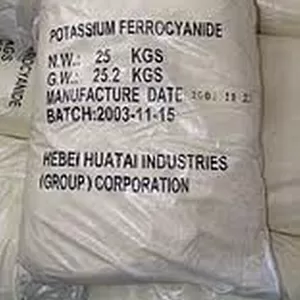 POTASSIUM FERROCYANIDE
N.W.: 25 KGS
G.W.: 25.2 KGS
MANUFACTURE DATE
BATCH:2003-11-15
HEBEI HUATAI INDUSTRIES
(GROUP) CORPORATION